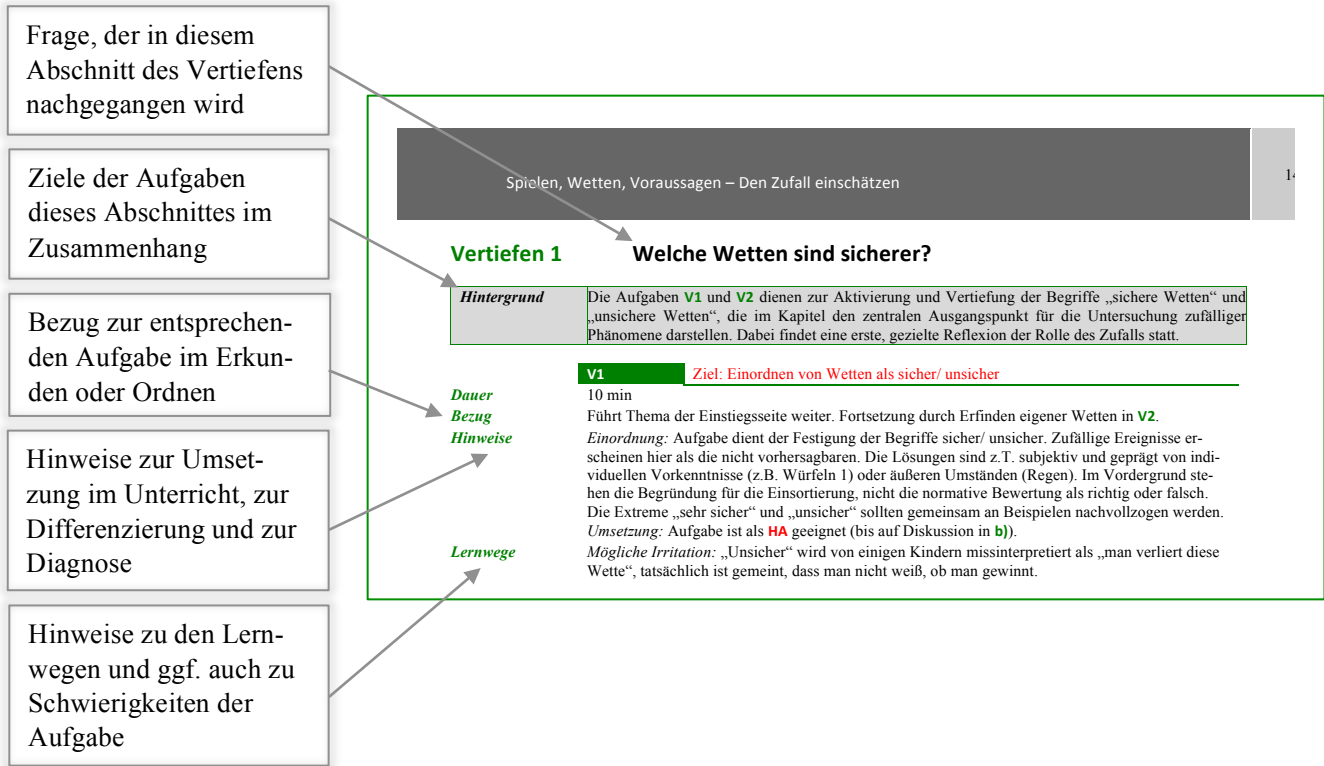 Frage, der in diesem
Abschnitt des Vertiefens
nachgegangen wird
Ziele der Aufgaben
dieses Abschnittes im
Zusammenhang
Bezug zur entsprechen-
den Aufgabe im Erkun-
den oder Ordnen
Hinweise zur Umset-
zung im Unterricht, zur
Differenzierung und zur
Diagnose
Hinweise zu den Lern-
wegen und ggf. auch zu
Schwierigkeiten der
Aufgabe
Spielen, Wetten, Voraussagen – Den Zufall einschätzen
Vertiefen 1 Welche Wetten sind sicherer?
Hintergrund Die Aufgaben V1 und V2 dienen zur Aktivierung und Vertiefung der Begriffe „sichere Wetten“ und
„unsichere Wetten“, die im Kapitel den zentralen Ausgangspunkt für die Untersuchung zufälliger
Phänomene darstellen. Dabei findet eine erste, gezielte Reflexion der Rolle des Zufalls statt.
V1 Ziel: Einordnen von Wetten als sicher/ unsicher
Dauer 10 min
Bezug Führt Thema der Einstiegsseite weiter. Fortsetzung durch Erfinden eigener Wetten in V2.
Hinweise Einordnung: Aufgabe dient der Festigung der Begriffe sicher/ unsicher. Zufällige Ereignisse er-
scheinen hier als die nicht vorhersagbaren. Die Lösungen sind z.T. subjektiv und geprägt von indi-
viduellen Vorkenntnisse (z.B. Würfeln 1) oder äußeren Umständen (Regen). Im Vordergrund ste-
hen die Begründung für die Einsortierung, nicht die normative Bewertung als richtig oder falsch.
Die Extreme „sehr sicher“ und „unsicher“ sollten gemeinsam an Beispielen nachvollzogen werden.
Umsetzung: Aufgabe ist als HA geeignet (bis auf Diskussion in b)).
Lernwege Mögliche Irritation: „Unsicher“ wird von einigen Kindern missinterpretiert als „man verliert diese
Wette“, tatsächlich ist gemeint, dass man nicht weiß, ob man gewinnt.